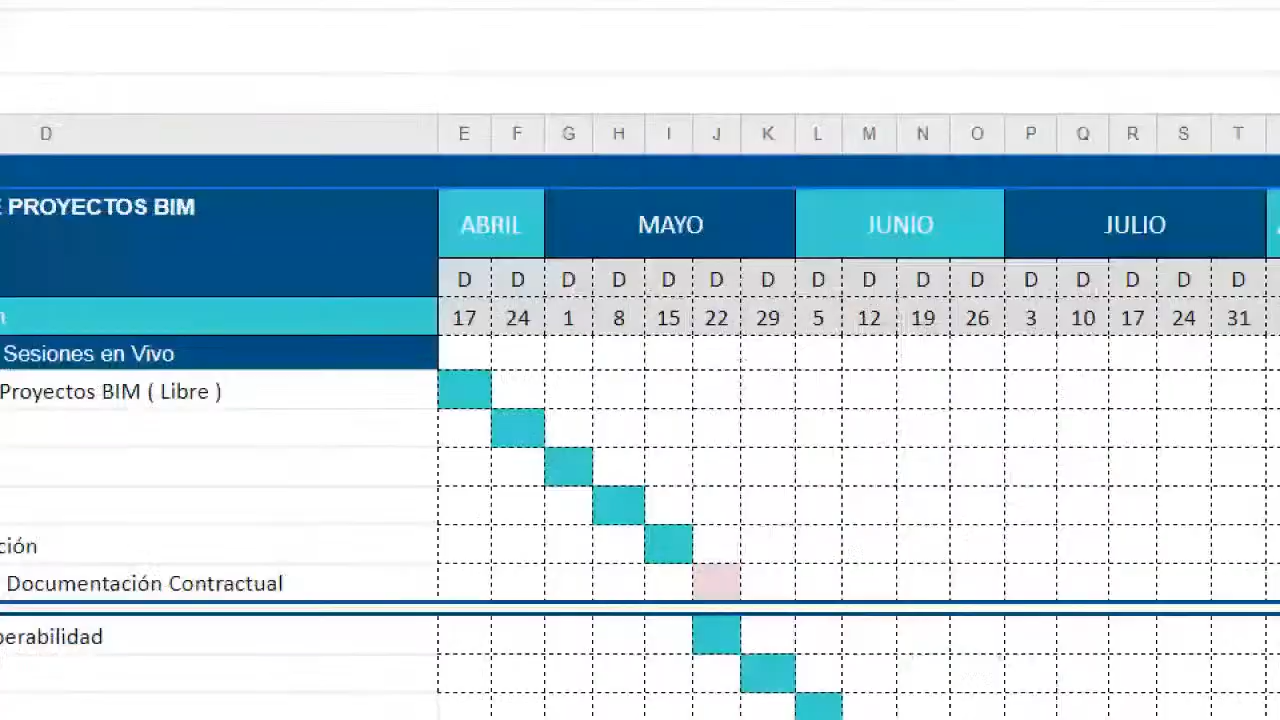 D E F G H I J K L M N O P Q R S T
PROYECTOS BIM
ABRIL MAYO JUNIO JULIO
D D D D D D D D D D D D D D D D
17 24 1 8 15 22 29 5 12 19 26 3 10 17 24 31
Sesiones en Vivo
Proyectos BIM ( Libre )
ción
Documentación Contractual
perabilidad